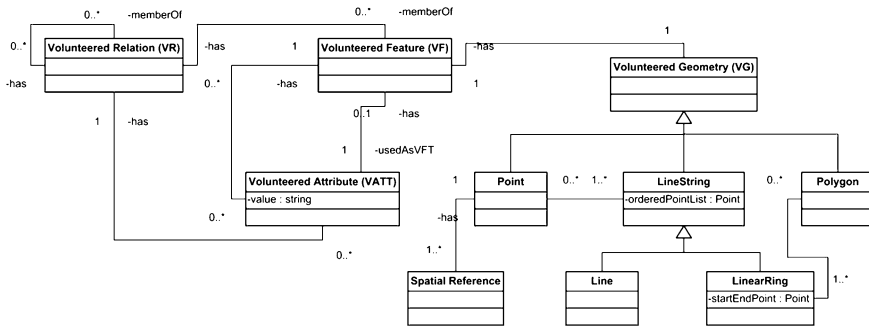 0..*
-memberOf
0..*
-memberOf
0..*
Volunteered Relation (VR)
-has
1
Volunteered Feature (VF)
-has
1
Volunteered Geometry (VG)
-has
0..*
-has
1
1
-has
0..1
-has
1
-usedAsVFT
Volunteered Attribute (VATT)
-value : string
1
Point
0..*
1..*
LineString
-orderedPointList : Point
0..*
Polygon
0..*
-has
0..*
1..*
Spatial Reference
Line
LinearRing
-startEndPoint : Point
1..*